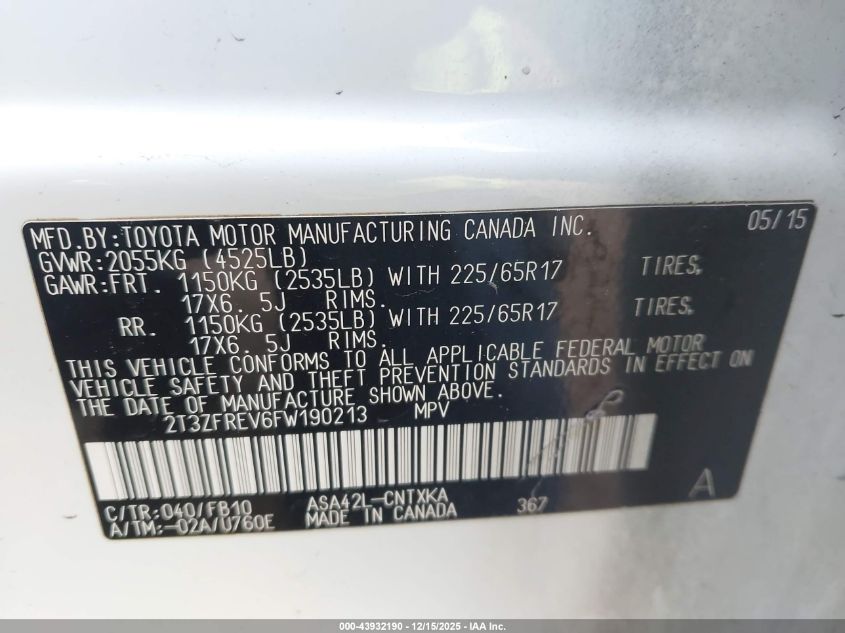 MFD.BY:TOYOTA MOTOR MANUFACTURING CANADA INC. 05/15
GVWR:2055KG (4525LB)
GAWR:FRT. 1150KG (2535LB) WITH 225/65R17 TIRES,
17X6. 5J RIMS.
RR. 1150KG (2535LB) WITH 225/65R17 TIRES,
17X6. 5J RIMS.
THIS VEHICLE CONFORMS TO ALL APPLICABLE FEDERAL MOTOR
VEHICLE SAFETY AND THEFT PREVENTION STANDARDS IN EFFECT ON
THE DATE OF MANUFACTURE SHOWN ABOVE.
2T3ZFREV6FW190213 MPV
C/TR:040/FB10 ASA42L-CNTXKA 367 A
A/TM:-02A/U760E MADE IN CANADA
000-43932190 - 12/15/2025 - IAA Inc.